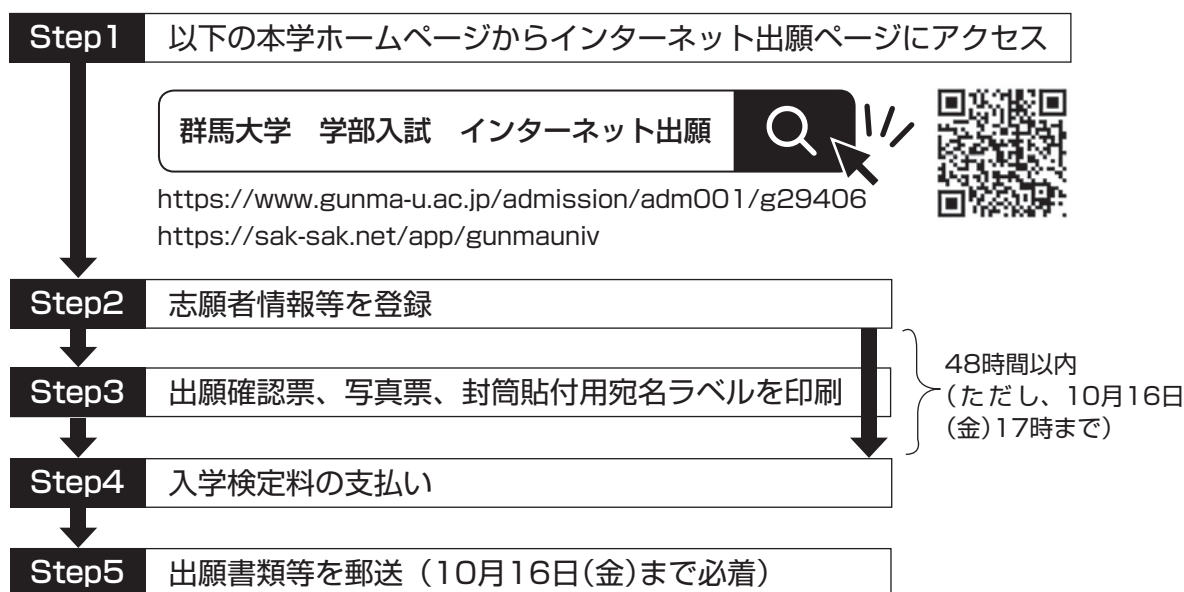 Step1 以下の本学ホームページからインターネット出願ページにアクセス
群馬大学 学部入試 インターネット出願
https://www.gunma-u.ac.jp/admission/adm001/g29406
https://sak-sak.net/app/gunmauniv
Step2 志願者情報等を登録
Step3 出願確認票、写真票、封筒貼付用宛名ラベルを印刷
48時間以内
(ただし、10月16日
(金)17時まで)
Step4 入学検定料の支払い
Step5 出願書類等を郵送(10月16日(金)まで必着)